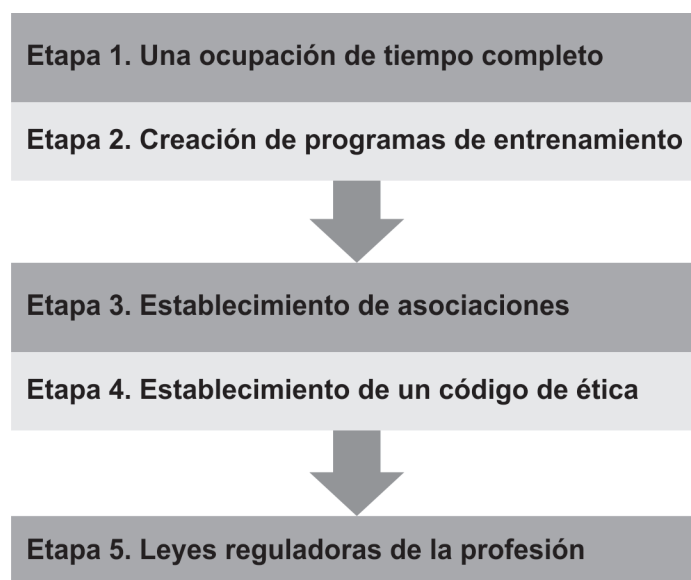 Etapa 1. Una ocupación de tiempo completo
Etapa 2. Creación de programas de entrenamiento
Etapa 3. Establecimiento de asociaciones
Etapa 4. Establecimiento de un código de ética
Etapa 5. Leyes reguladoras de la profesión